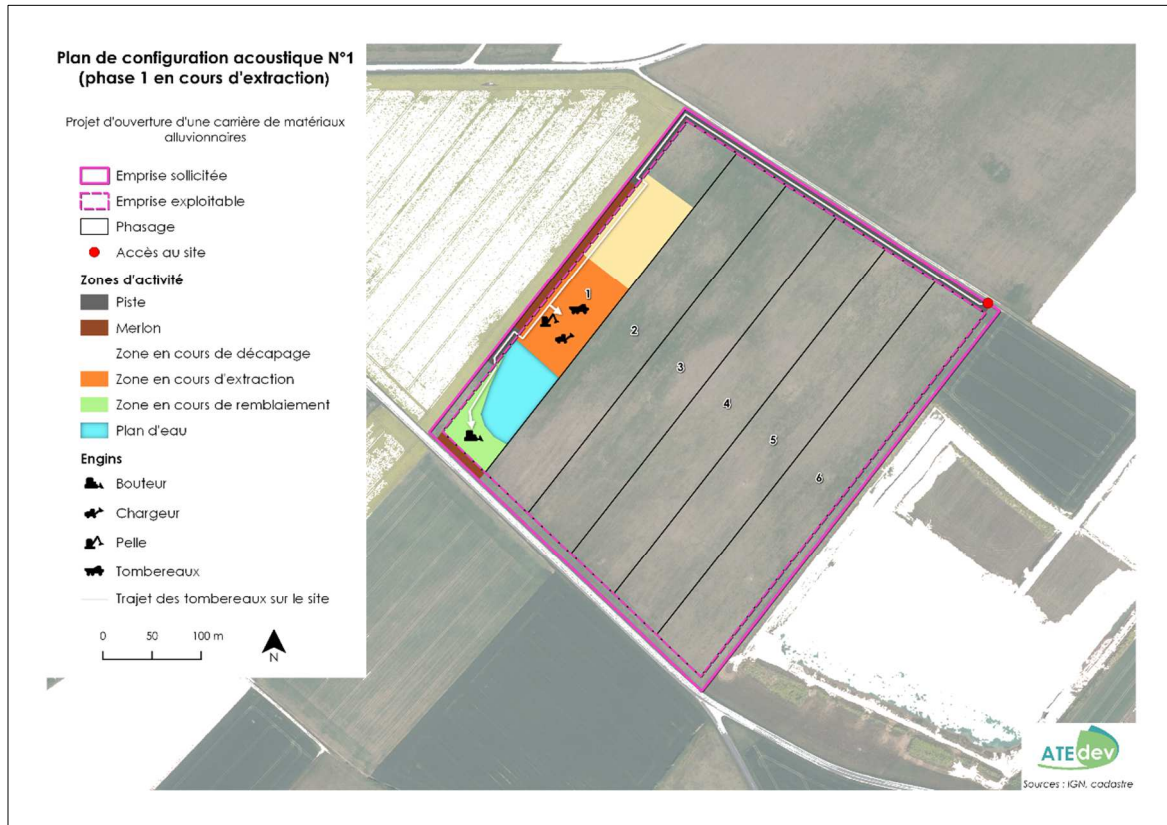 Plan de configuration acoustique N°1
(phase 1 en cours d'extraction)
Projet d'ouverture d'une carrière de matériaux
alluvionnaires
Emprise sollicitée
Emprise exploitable
Phasage
Accès au site
Zones d'activité
Piste
Merlon
Zone en cours de décapage
Zone en cours d'extraction
Zone en cours de remblaiement
Plan d'eau
Engins
Bouteur
Chargeur
Pelle
Tombereaux
Trajet des tombereaux sur le site
0 50 100 m
N
1
2
3
4
5
6
ATEdev
Sources : IGN, cadastre